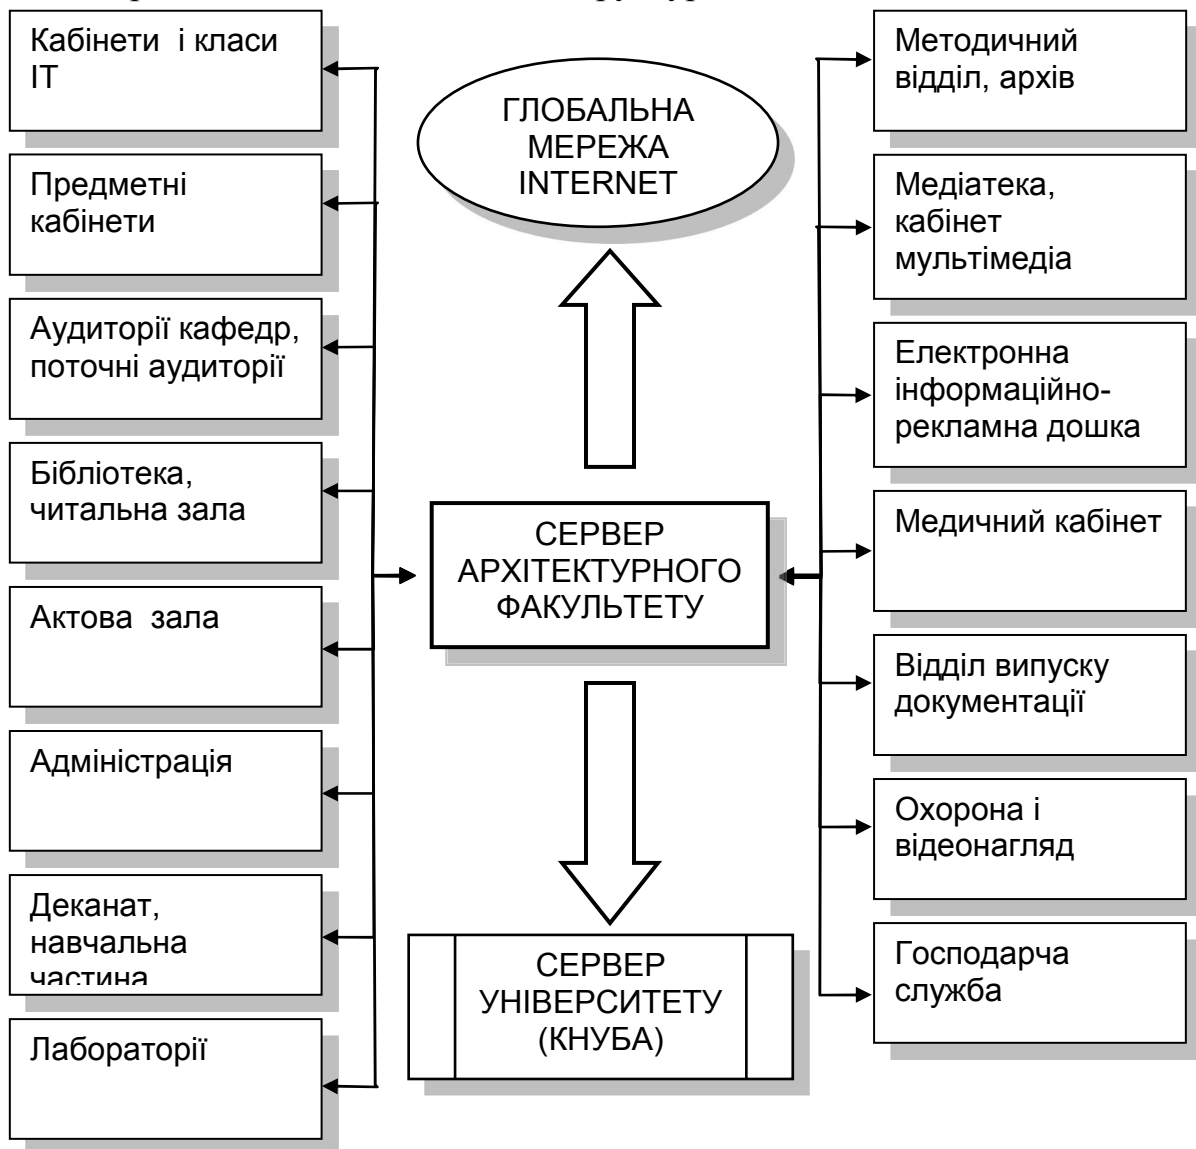 Кабінети і класи
ІТ
Предметні
кабінети
Аудиторії кафедр,
поточні аудиторії
Бібліотека,
читальна зала
Актова зала
Адміністрація
Деканат,
навчальна
частина
Лабораторії
ГЛОБАЛЬНА
МЕРЕЖА
INTERNET
СЕРВЕР
АРХІТЕКТУРНОГО
ФАКУЛЬТЕТУ
СЕРВЕР
УНІВЕРСИТЕТУ
(КНУБА)
Методичний
відділ, архів
Медіатека,
кабінет
мультімедіа
Електронна
інформаційно-
рекламна дошка
Медичний кабінет
Відділ випуску
документації
Охорона і
відеонагляд
Господарча
служба